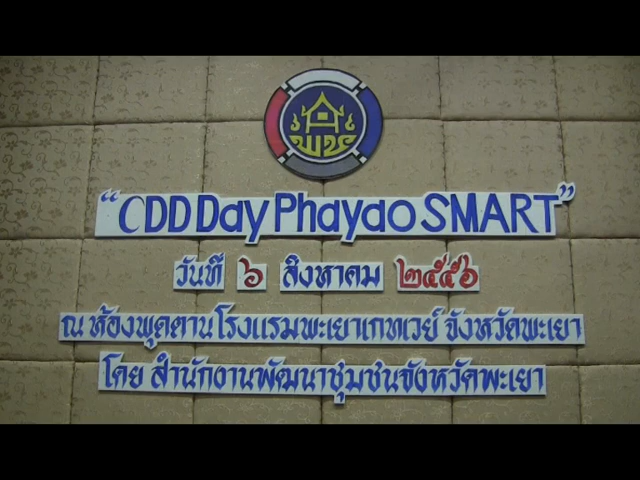 พช
"CDD Day Phayao SMART"
วันที่ ๖ สิงหาคม ๒๕๕๖
ณ ห้องพุดตานโรงแรมพะเยาเกทเวย์ จังหวัดพะเยา
โดย สำนักงานพัฒนาชุมชนจังหวัดพะเยา